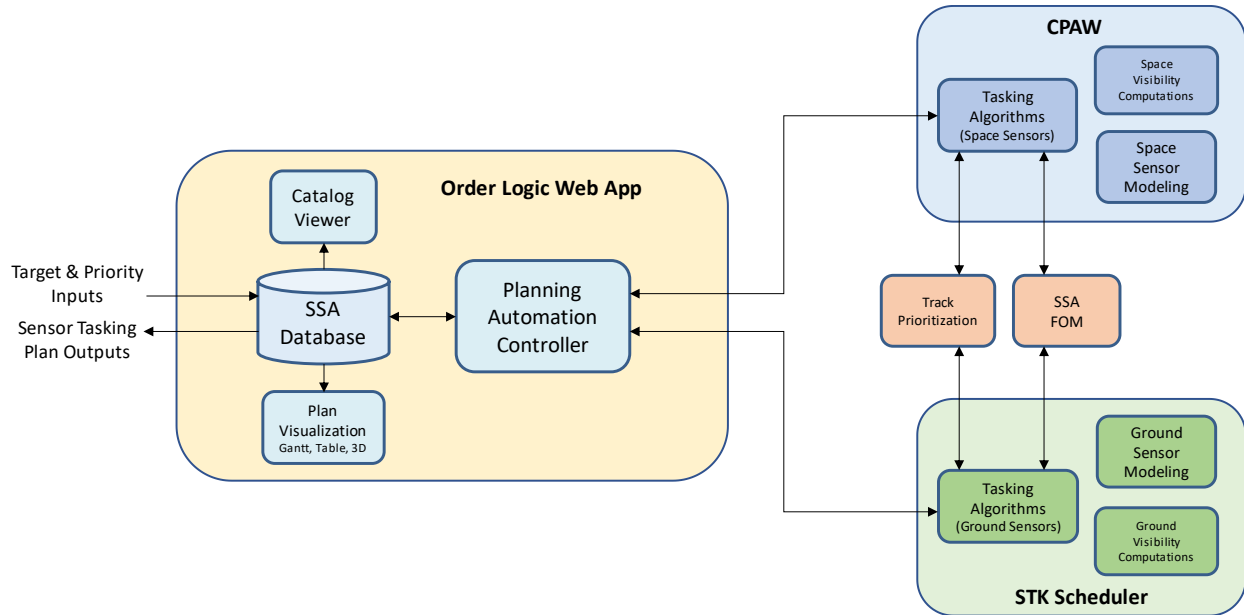 CPAW
Space
Visibility
Computations
Tasking
Algorithms
(Space Sensors)
Space
Sensor
Modeling
Order Logic Web App
Catalog
Viewer
Target & Priority
Inputs
Sensor Tasking
Plan Outputs
SSA
Database
Planning
Automation
Controller
Plan
Visualization
Gantt, Table, 3D
Track
Prioritization
SSA
FOM
Ground
Sensor
Modeling
Tasking
Algorithms
(Ground Sensors)
Ground
Visibility
Computations
STK Scheduler